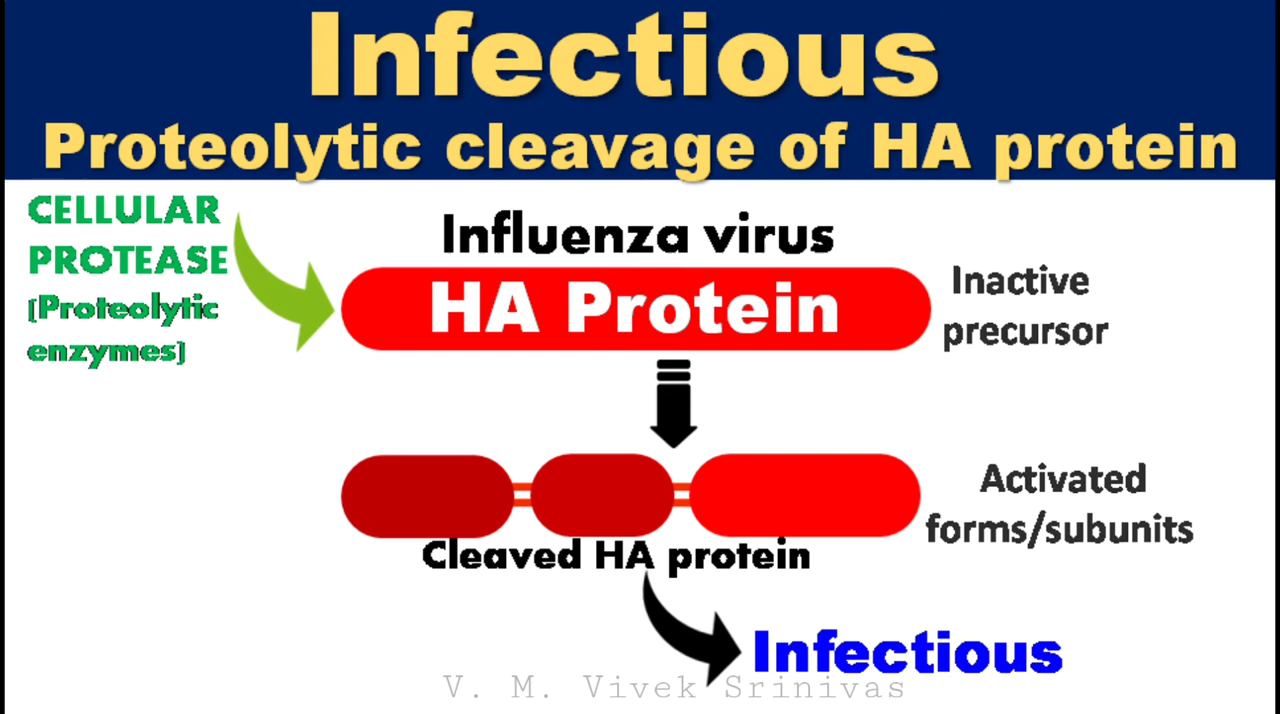 Infectious
Proteolytic cleavage of HA protein
CELLULAR
PROTEASE
(Proteolytic
enzymes)
Influenza virus
HA Protein
Inactive
precursor
Activated
forms/subunits
Cleaved HA protein
Infectious
V. M. Vivek Srinivas